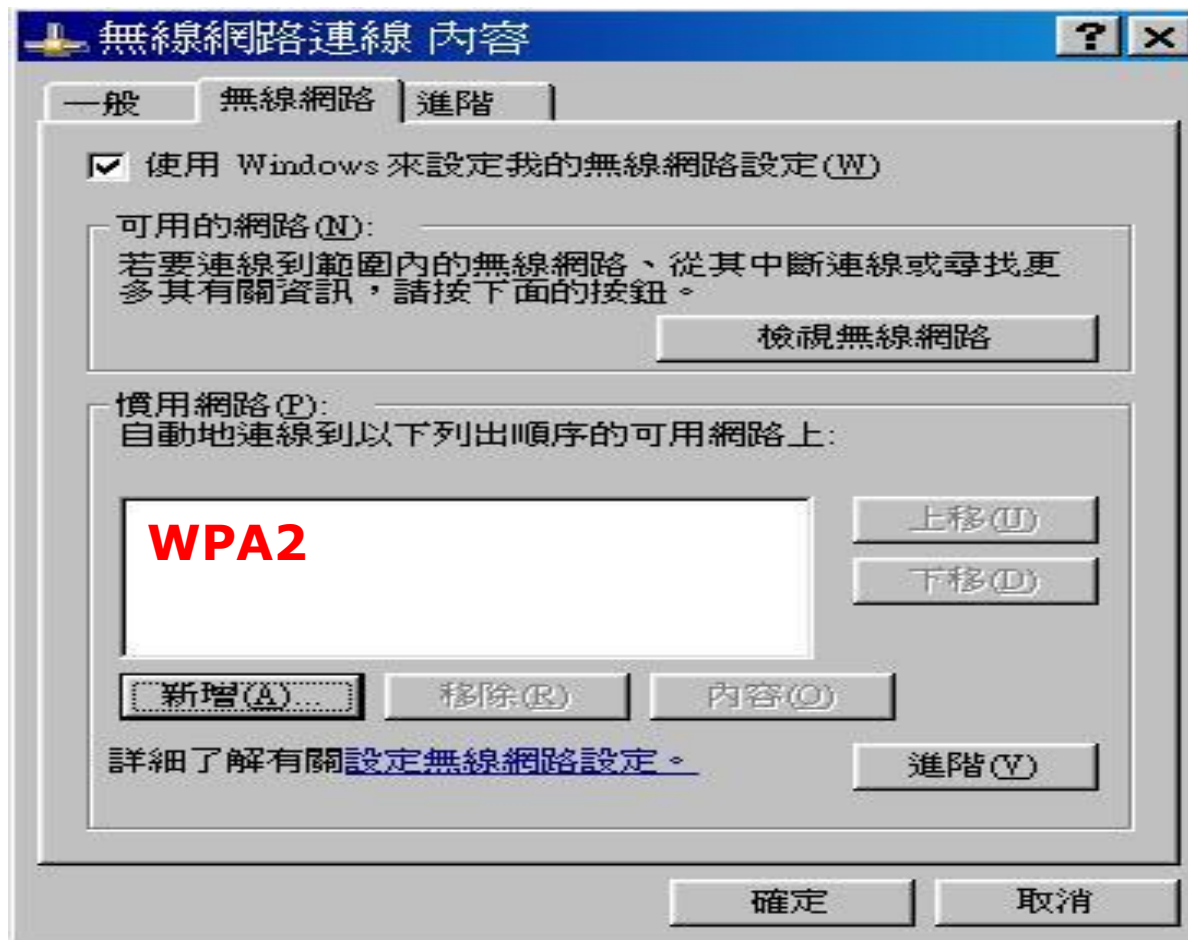 無線網路連線 內容
一般 無線網路 進階
使用 Windows 來設定我的無線網路設定(W)
可用的網路(N):
若要連線到範圍內的無線網路、從其中斷連線或尋找更
多其有關資訊，請按下面的按鈕。
檢視無線網路
慣用網路(P):
自動地連線到以下列出順序的可用網路上:
WPA2
上移(U)
下移(D)
新增(A)... 移除(R) 內容(O)
詳細了解有關設定無線網路設定。
進階(V)
確定 取消